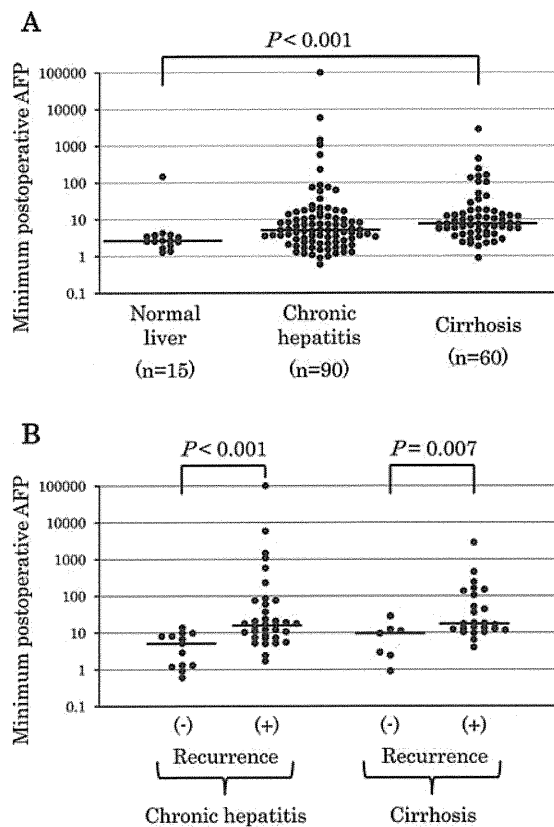 A
P < 0.001
Minimum postoperative AFP
100000
10000
1000
100
10
1
0.1
Normal liver (n=15)
Chronic hepatitis (n=90)
Cirrhosis (n=60)
B
P < 0.001
P = 0.007
Minimum postoperative AFP
100000
10000
1000
100
10
1
0.1
(-) (+) (-) (+)
Recurrence Recurrence
Chronic hepatitis Cirrhosis